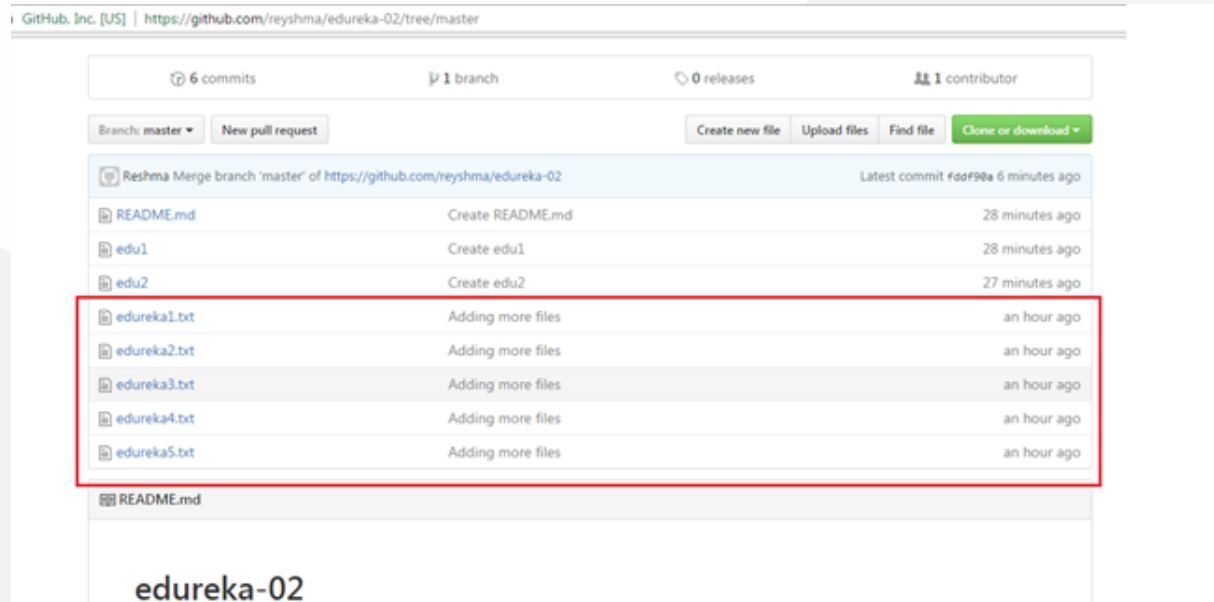 GitHub, Inc. [US] | https://github.com/reyshma/edureka-02/tree/master
6 commits 1 branch 0 releases 1 contributor
Branch: master New pull request Create new file Upload files Find file Clone or download
Reshma Merge branch 'master' of https://github.com/reyshma/edureka-02 Latest commit fddf90a 6 minutes ago
README.md Create README.md 28 minutes ago
edu1 Create edu1 28 minutes ago
edu2 Create edu2 27 minutes ago
edureka1.txt Adding more files an hour ago
edureka2.txt Adding more files an hour ago
edureka3.txt Adding more files an hour ago
edureka4.txt Adding more files an hour ago
edureka5.txt Adding more files an hour ago
README.md
edureka-02